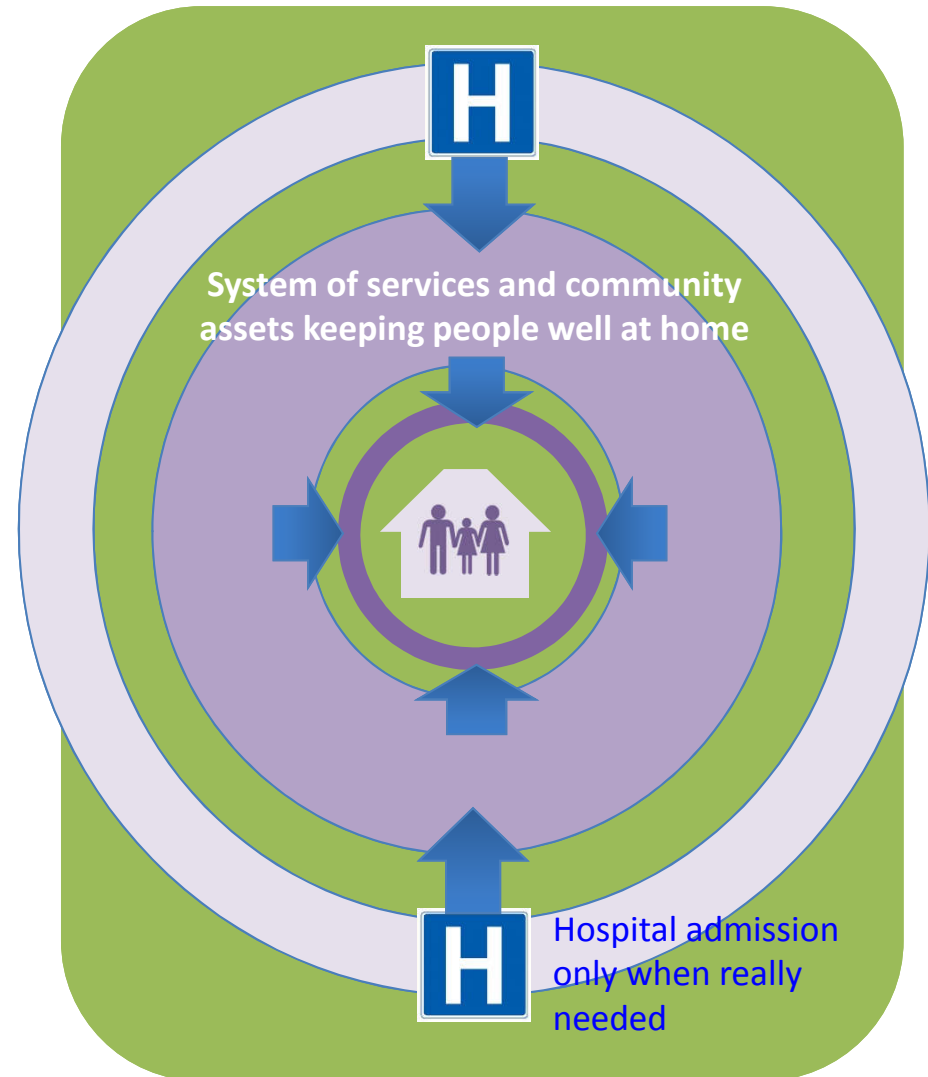 H
System of services and community
assets keeping people well at home
H
Hospital admission
only when really
needed